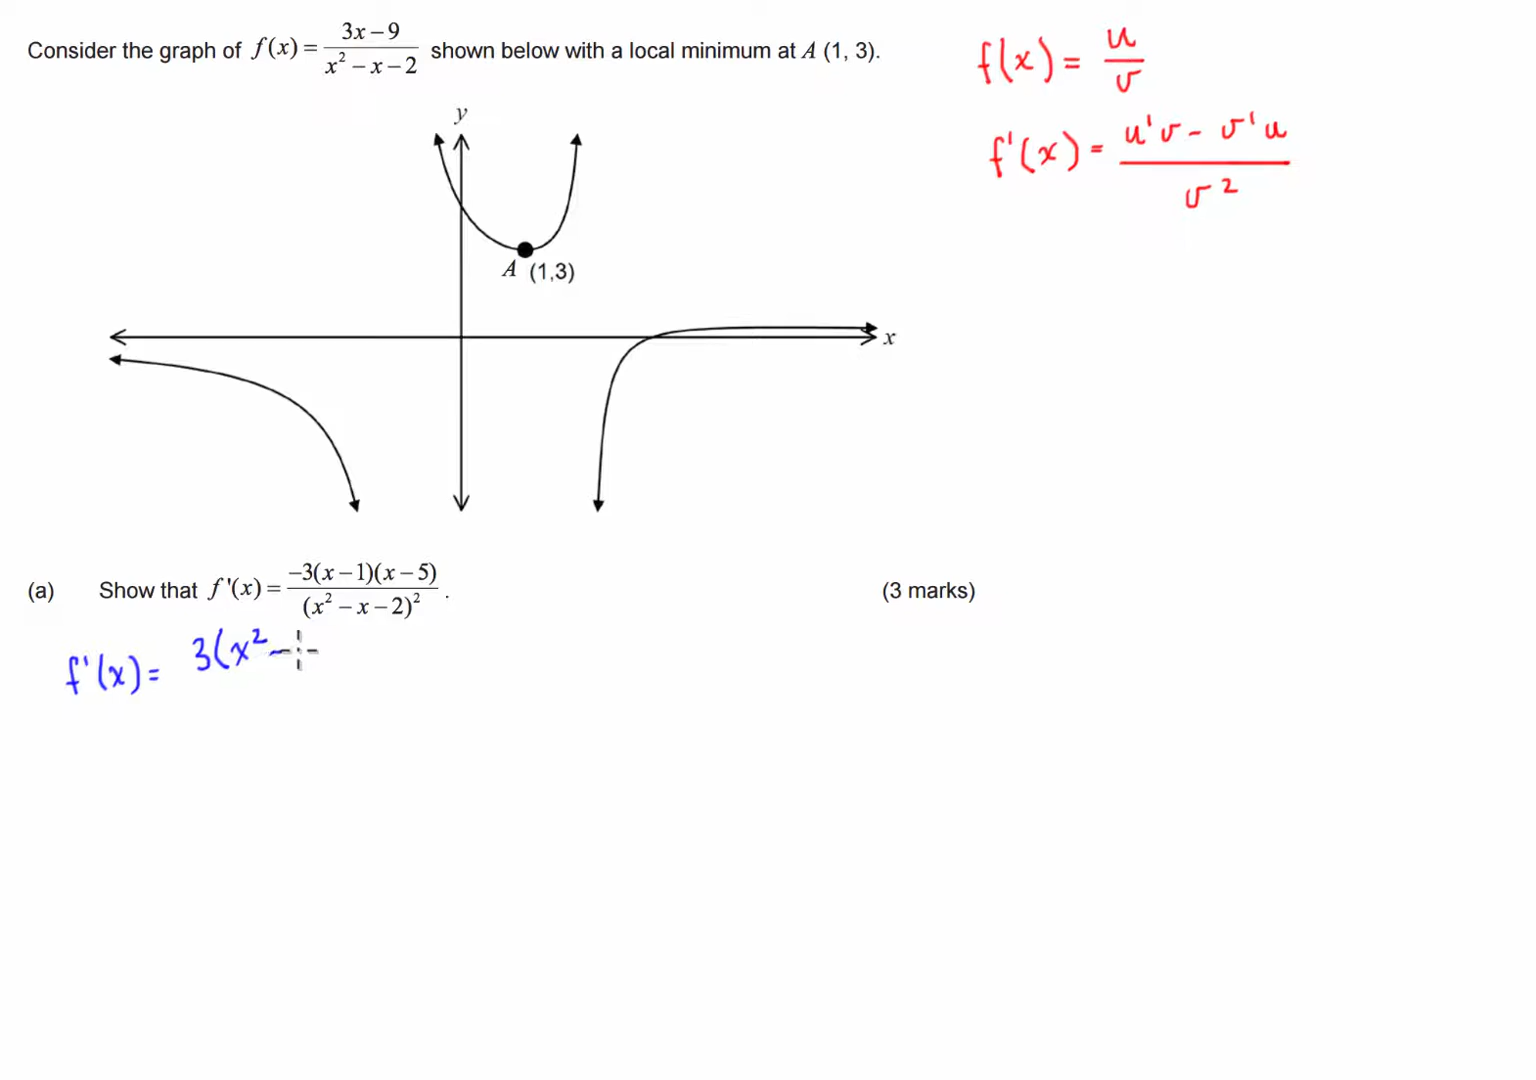 Consider the graph of f(x) = (3x − 9)/(x² − x − 2) shown below with a local minimum at A (1, 3).
f(x) = u/v
f'(x) = (u'v − v'u)/v²
y
A (1,3)
x
(a) Show that f'(x) = (−3(x − 1)(x − 5))/((x² − x − 2)²). (3 marks)
f'(x) = 3(x² −